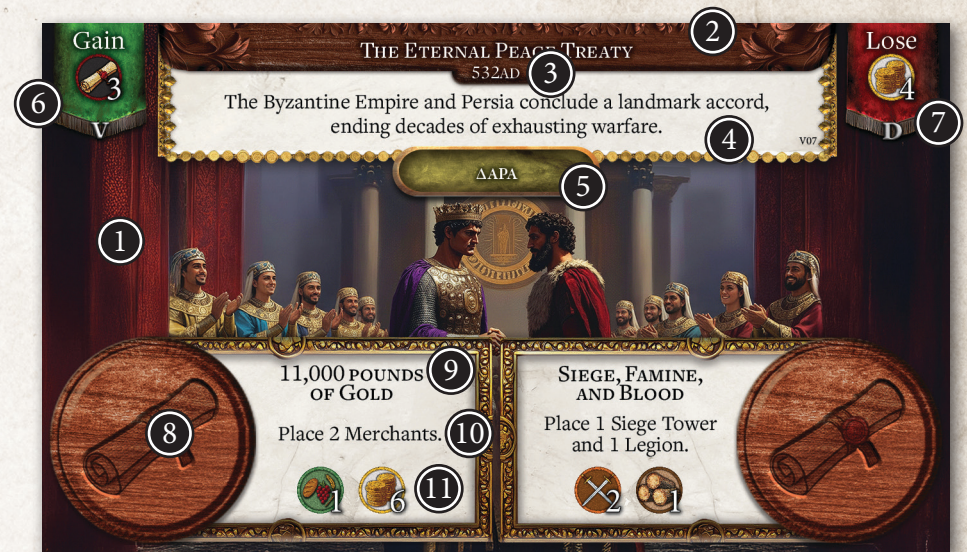 Gain
3
V
6
The Eternal Peace Treaty
2
532AD
3
The Byzantine Empire and Persia conclude a landmark accord,
ending decades of exhausting warfare.
4
V07
Lose
4
D
7
ΔΑΡΑ
5
1
8
11,000 pounds
of Gold
9
Place 2 Merchants.
10
1
6
11
Siege, Famine,
and Blood
Place 1 Siege Tower
and 1 Legion.
2
1